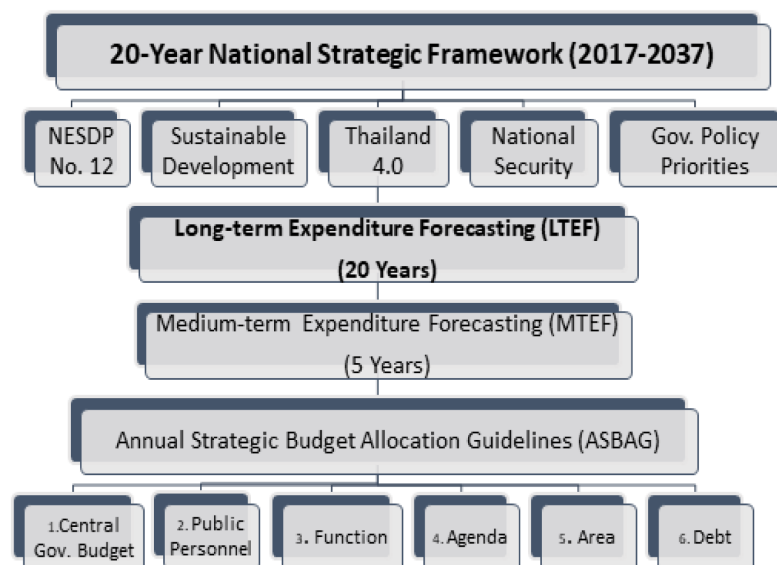 20-Year National Strategic Framework (2017-2037)
NESDP
No. 12
Sustainable
Development
Thailand
4.0
National
Security
Gov. Policy
Priorities
Long-term Expenditure Forecasting (LTEF)
(20 Years)
Medium-term Expenditure Forecasting (MTEF)
(5 Years)
Annual Strategic Budget Allocation Guidelines (ASBAG)
1.Central
Gov. Budget
2. Public
Personnel
3. Function
4. Agenda
5. Area
6. Debt